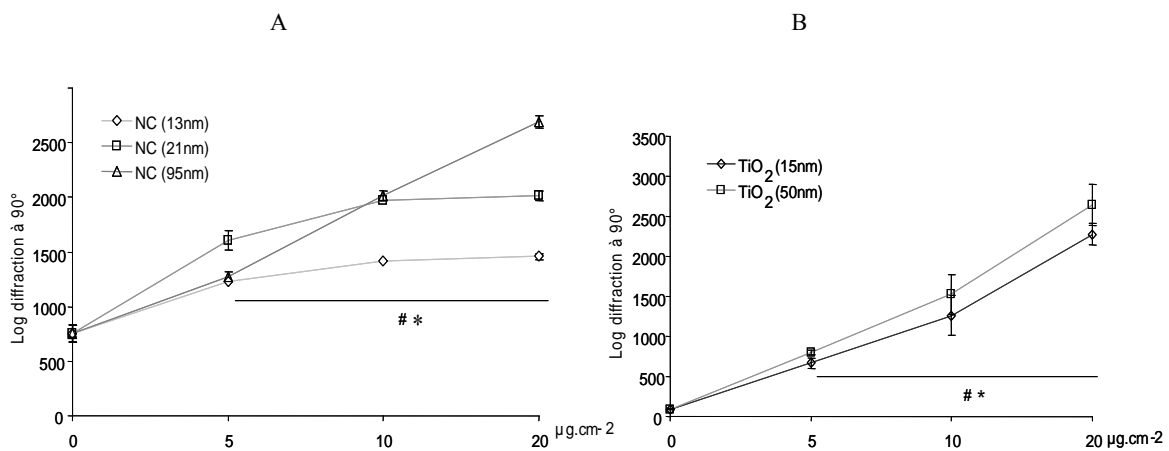 A
NC (13nm)
NC (21nm)
NC (95nm)
Log diffraction à 90°
2500
2000
1500
1000
500
0
# *
0 5 10 20 µg.cm-2
B
TiO2 (15nm)
TiO2 (50nm)
Log diffraction à 90°
3500
3000
2500
2000
1500
1000
500
0
# *
0 5 10 20 µg.cm-2